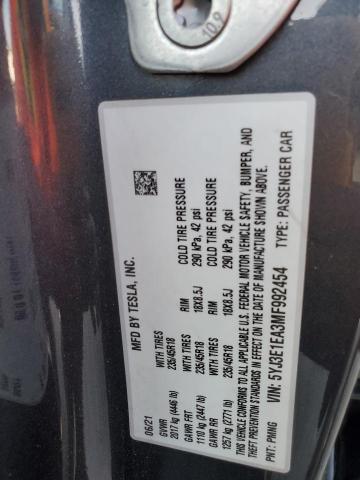 10.9
MFD BY TESLA, INC.
06/21
GVWR WITH TIRES
2017 kg (4446 lb) 235/45R18
GAWR FRT WITH TIRES RIM COLD TIRE PRESSURE
1110 kg (2447 lb) 235/45R18 18X8.5J 290 kPa, 42 psi
GAWR RR WITH TIRES RIM COLD TIRE PRESSURE
1257 kg (2771 lb) 235/45R18 18X8.5J 290 kPa, 42 psi
THIS VEHICLE CONFORMS TO ALL APPLICABLE U.S. FEDERAL MOTOR VEHICLE SAFETY, BUMPER, AND
THEFT PREVENTION STANDARDS IN EFFECT ON THE DATE OF MANUFACTURE SHOWN ABOVE.
VIN: 5YJ3E1EA3MF992454
PAINT: PMNG TYPE: PASSENGER CAR